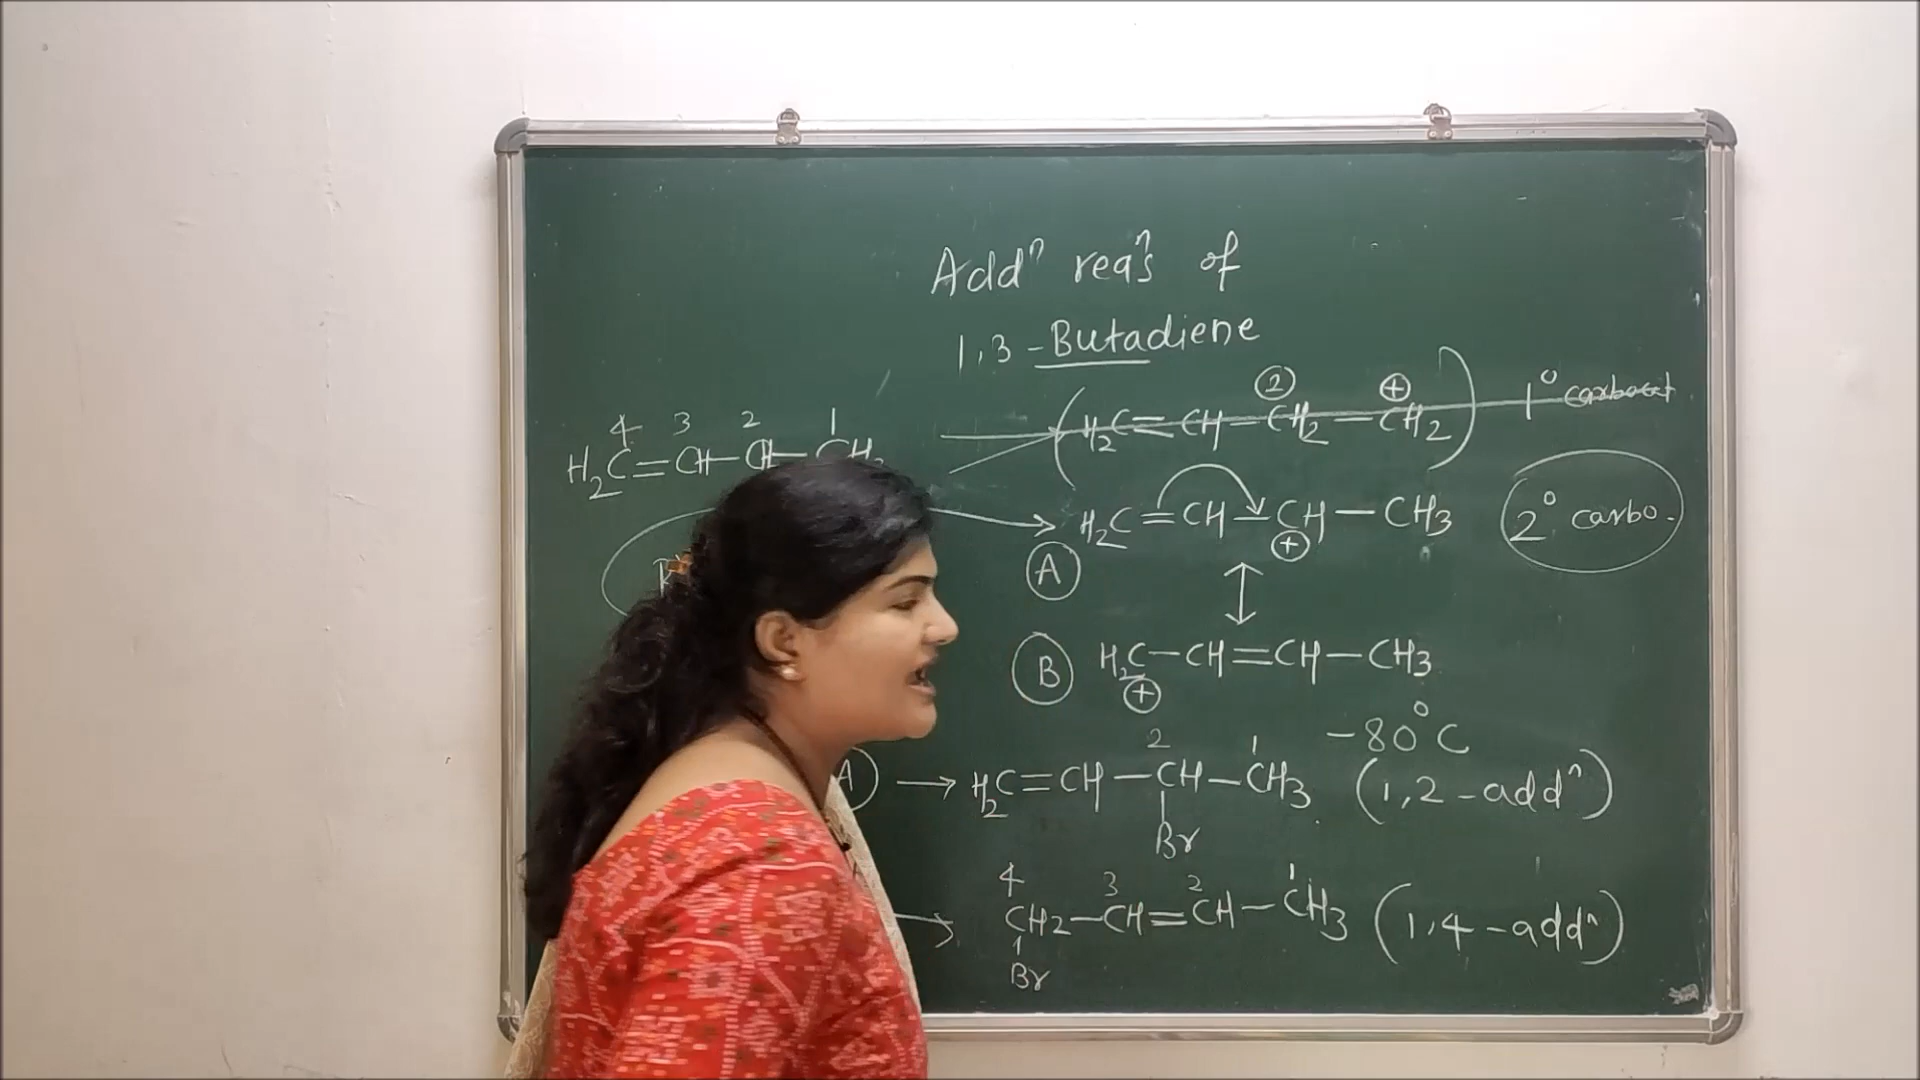 Addⁿ reaⁿs of
1,3 - Butadiene
② ⊕
H₂C=CH-CH₂-CH₂ 1° carbocat
4 3 2 1
H₂C=CH-CH-CH₂
H₂C=CH-CH-CH₃ 2° carbo.
⊕
Ⓐ
Ⓑ H₂C-CH=CH-CH₃
⊕
-80°C
2 1
Ⓐ → H₂C=CH-CH-CH₃ (1,2-addⁿ)
Br
4 3 2 1
→ CH₂-CH=CH-CH₃ (1,4-addⁿ)
Br